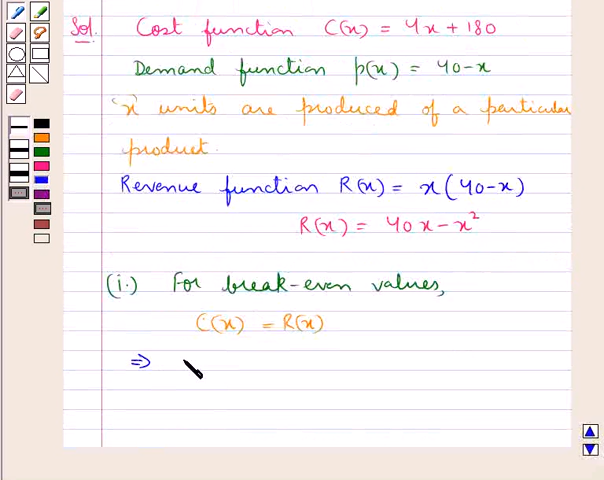 Sol. Cost function C(x) = 4x + 180
Demand function p(x) = 40 - x
'x' units are produced of a particular
product.
Revenue function R(x) = x(40 - x)
R(x) = 40x - x²
(i.) For break-even values,
C(x) = R(x)
⇒